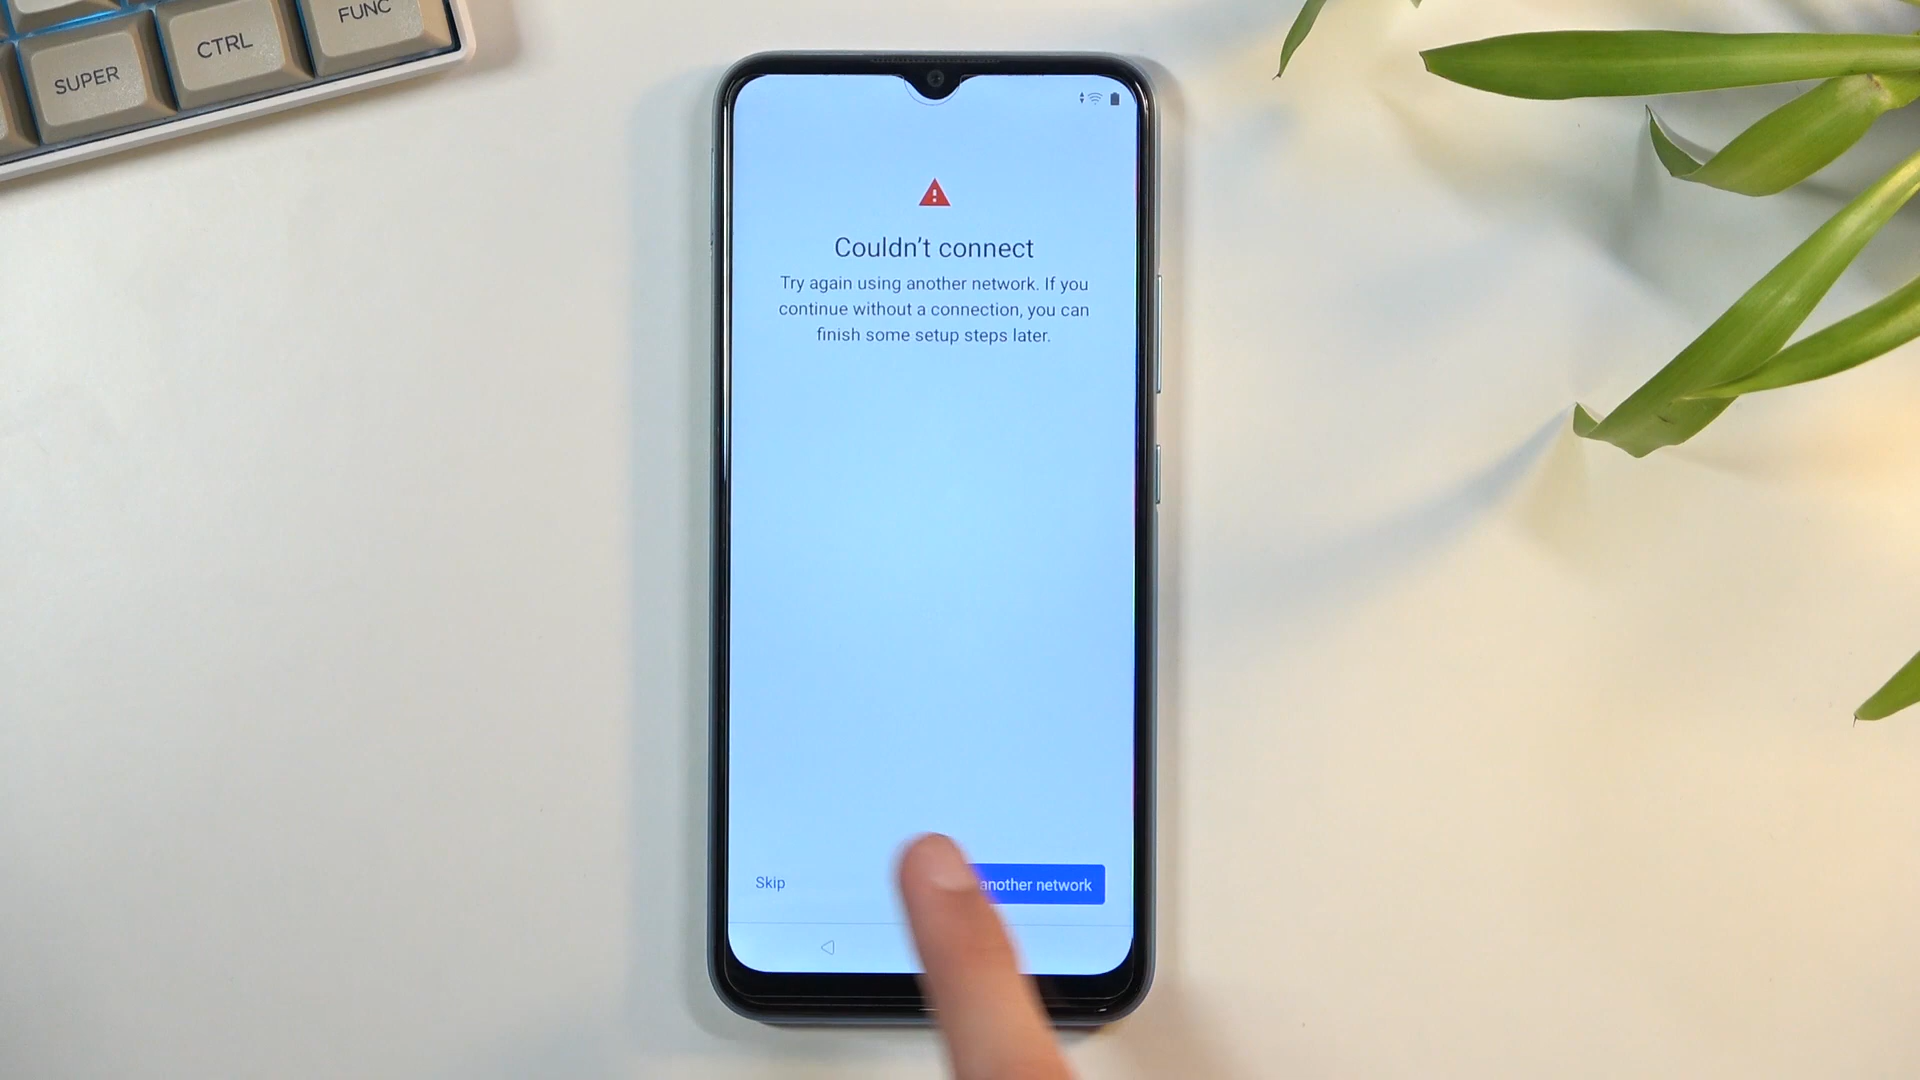 SUPER
CTRL
FUNC
Couldn't connect
Try again using another network. If you
continue without a connection, you can
finish some setup steps later.
Skip
another network